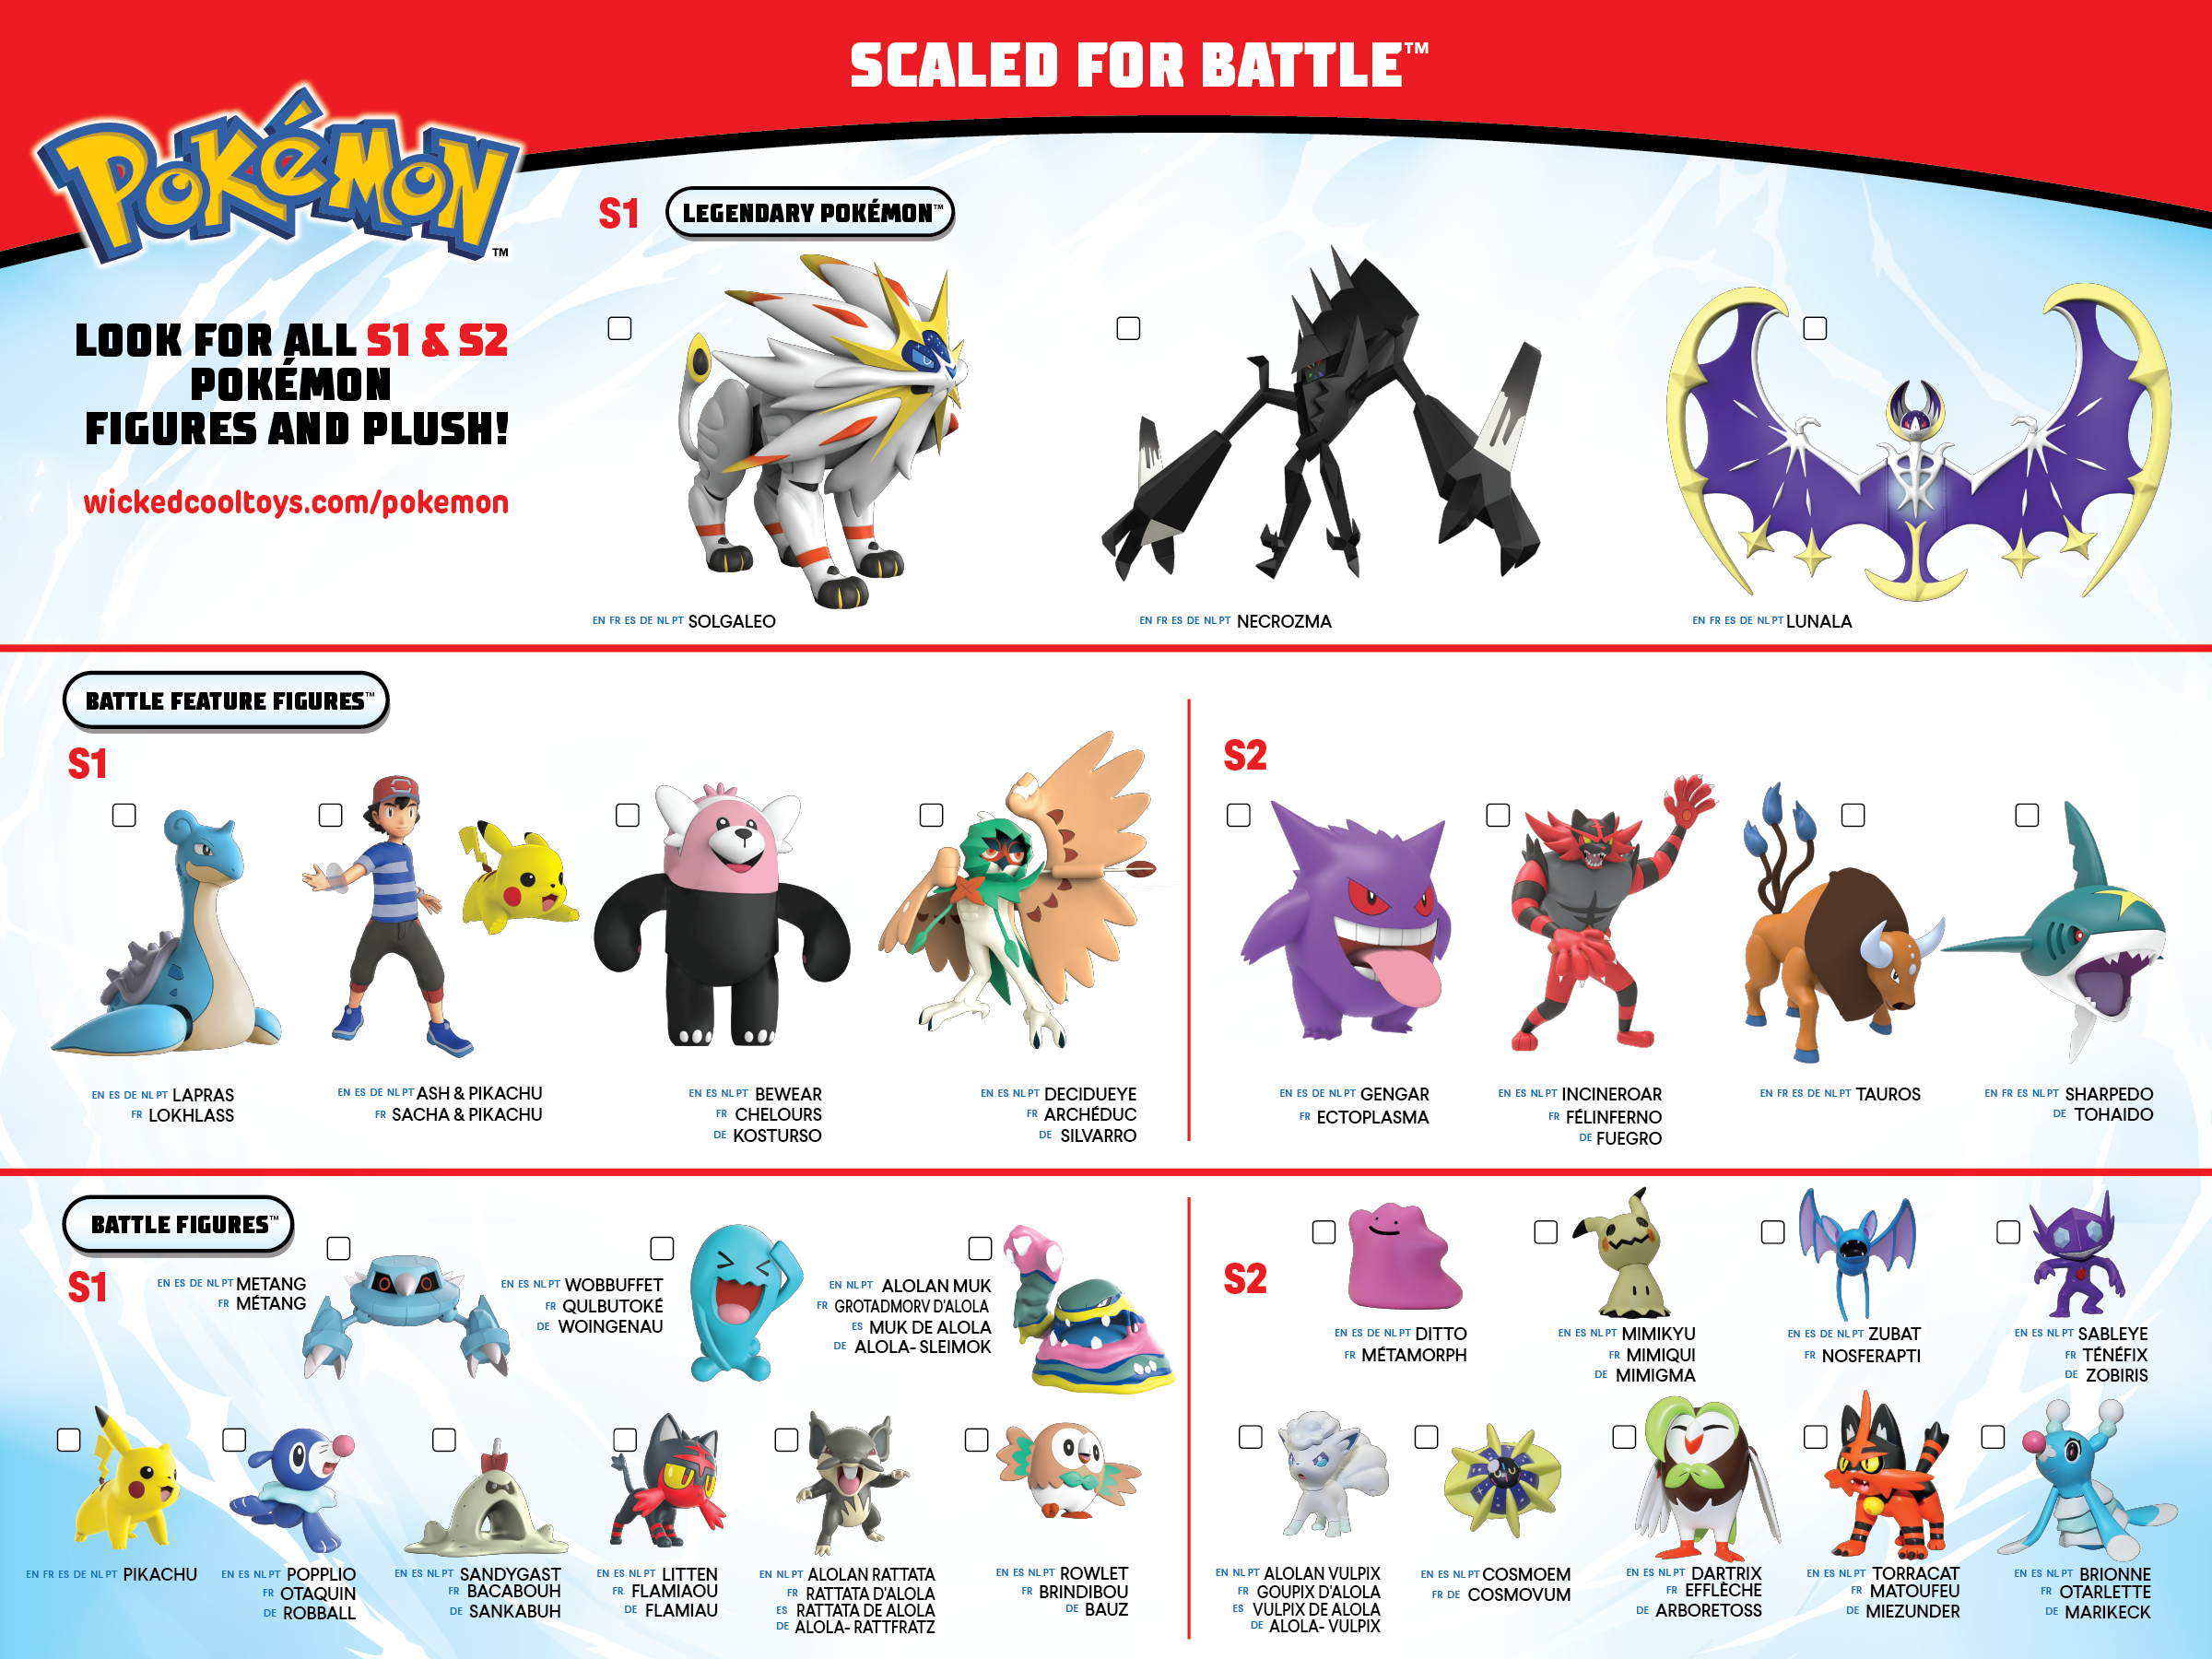 SCALED FOR BATTLE™
POKÉMON™
LOOK FOR ALL S1 & S2
POKÉMON
FIGURES AND PLUSH!
wickedcooltoys.com/pokemon
S1 LEGENDARY POKÉMON™
EN FR ES DE NL PT SOLGALEO
EN FR ES DE NL PT NECROZMA
EN FR ES DE NL PT LUNALA
BATTLE FEATURE FIGURES™
S1
EN ES DE NL PT LAPRAS
FR LOKHLASS
EN ES DE NL PT ASH & PIKACHU
FR SACHA & PIKACHU
EN ES NL PT BEWEAR
FR CHELOURS
DE KOSTURSO
EN ES NL PT DECIDUEYE
FR ARCHÉDUC
DE SILVARRO
S2
EN ES DE NL PT GENGAR
FR ECTOPLASMA
EN ES NL PT INCINEROAR
FR FÉLINFERNO
DE FUEGRO
EN FR ES DE NL PT TAUROS
EN FR ES NL PT SHARPEDO
DE TOHAIDO
BATTLE FIGURES™
S1
EN ES DE NL PT METANG
FR MÉTANG
EN ES NL PT WOBBUFFET
FR QULBUTOKÉ
DE WOINGENAU
EN NL PT ALOLAN MUK
FR GROTADMORV D'ALOLA
ES MUK DE ALOLA
DE ALOLA- SLEIMOK
EN FR ES DE NL PT PIKACHU
EN ES NL PT POPPLIO
FR OTAQUIN
DE ROBBALL
EN ES NL PT SANDYGAST
FR BACABOUH
DE SANKABUH
EN ES NL PT LITTEN
FR FLAMIAOU
DE FLAMIAU
EN NL PT ALOLAN RATTATA
FR RATTATA D'ALOLA
ES RATTATA DE ALOLA
DE ALOLA- RATTFRATZ
EN ES NL PT ROWLET
FR BRINDIBOU
DE BAUZ
S2
EN ES DE NL PT DITTO
FR MÉTAMORPH
EN ES NL PT MIMIKYU
FR MIMIQUI
DE MIMIGMA
EN ES DE NL PT ZUBAT
FR NOSFERAPTI
EN ES NL PT SABLEYE
FR TÉNÉFIX
DE ZOBIRIS
EN NL PT ALOLAN VULPIX
FR GOUPIX D'ALOLA
ES VULPIX DE ALOLA
DE ALOLA- VULPIX
EN ES NL PT COSMOEM
FR DE COSMOVUM
EN ES NL PT DARTRIX
FR EFFLÈCHE
DE ARBORETOSS
EN ES NL PT TORRACAT
FR MATOUFEU
DE MIEZUNDER
EN ES NL PT BRIONNE
FR OTARLETTE
DE MARIKECK